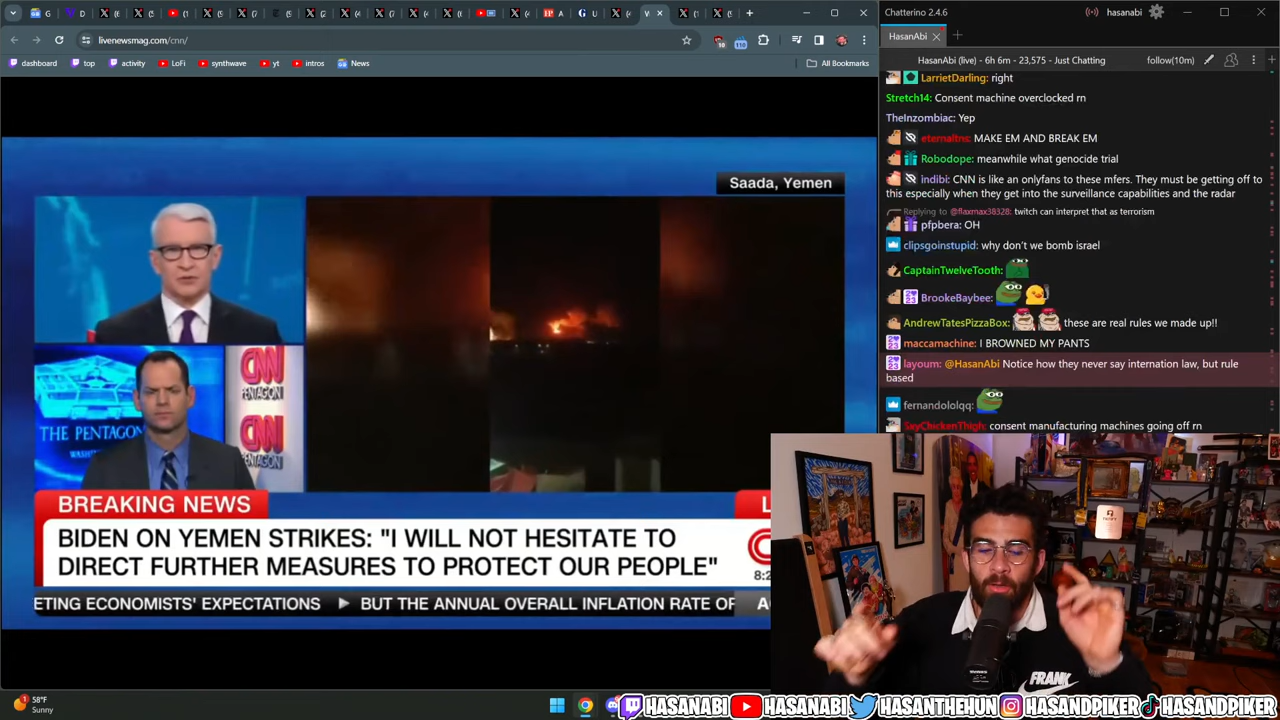 livenewsmag.com/cnn/
dashboard
top
activity
LoFi
synthwave
yt
intros
News
All Bookmarks
Chatterino 2.4.6
hasanabi
HasanAbi
HasanAbi (live) - 6h 6m - 23,575 - Just Chatting
follow(10m)
LarrietDarling: right
Stretch14: Consent machine overclocked rn
TheInzombiac: Yep
eternaltns: MAKE EM AND BREAK EM
Robodope: meanwhile what genocide trial
indibi: CNN is like an onlyfans to these mfers. They must be getting off to
this especially when they get into the surveillance capabilities and the radar
Replying to @flaxmax38328: twitch can interpret that as terrorism
pfpbera: OH
clipsgoinstupid: why don't we bomb israel
CaptainTwelveTooth:
BrookeBaybee:
AndrewTatesPizzaBox: these are real rules we made up!!
maccamachine: I BROWNED MY PANTS
layoum: @HasanAbi Notice how they never say internation law, but rule
based
fernandololqq:
SayChickenThigh: consent manufacturing machines going off rn
Saada, Yemen
CNN
PENTAGON
CNN
PENTAGON
THE PENTAGON
BREAKING NEWS
BIDEN ON YEMEN STRIKES: "I WILL NOT HESITATE TO
DIRECT FURTHER MEASURES TO PROTECT OUR PEOPLE"
ETING ECONOMISTS' EXPECTATIONS ► BUT THE ANNUAL OVERALL INFLATION RATE OF
FRANK
58°F
Sunny
HASANABI HASANABI HASANTHEHUN HASANDPIKER HASANDPIKER